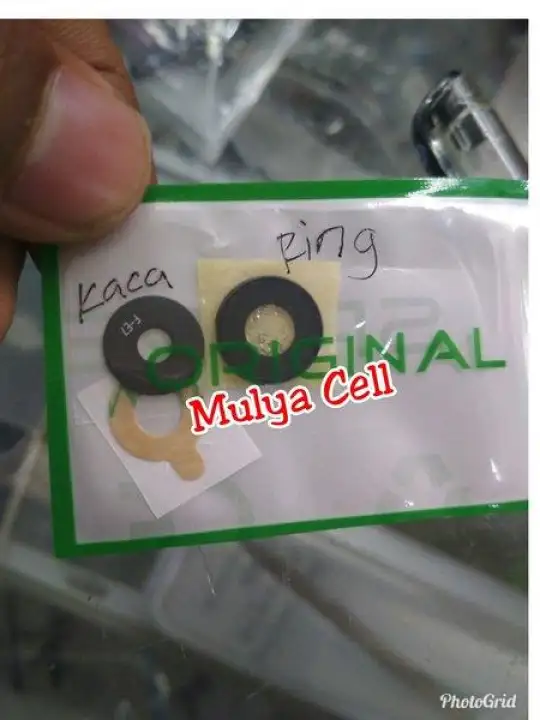 Kaca
Ring
ORIGINAL
Mulya Cell
PhotoGrid